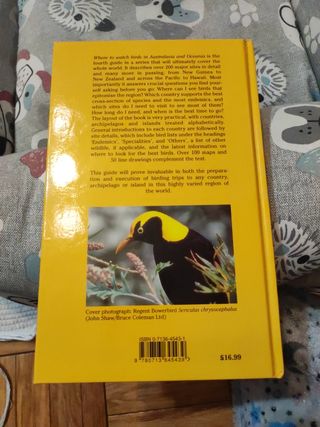 Where to watch birds in Australasia and Oceania is the
fourth guide in a series that will ultimately cover the
whole world. It describes over 200 major sites in detail
and many more in passing, from New Guinea to
New Zealand and across the Pacific to Hawaii. Most
importantly it answers crucial questions you find your-
self asking before you go: Where can I see birds that
epitomise the region? Which country supports the best
cross-section of species and the most endemics, and
which sites do I need to visit to see most of them?
How long do I need, and when is the best time to go?
The layout of the book is very practical, with countries,
archipelagos and islands treated alphabetically.
General introductions to each country are followed by
site details, which include bird lists under the headings
'Endemics', 'Specialities', and 'Others', a list of other
wildlife, if applicable, and the latest information on
where to look for the best birds. Over 100 maps and
50 line drawings complement the text.
This guide will prove invaluable in both the prepara-
tion and execution of birding trips to any country,
archipelago or island in this highly varied region of
the world.
Cover photograph: Regent Bowerbird Sericulus chrysocephalus
(John Shaw/Bruce Coleman Ltd)
ISBN 0-7136-4543-1
9 780713 645439
$16.99